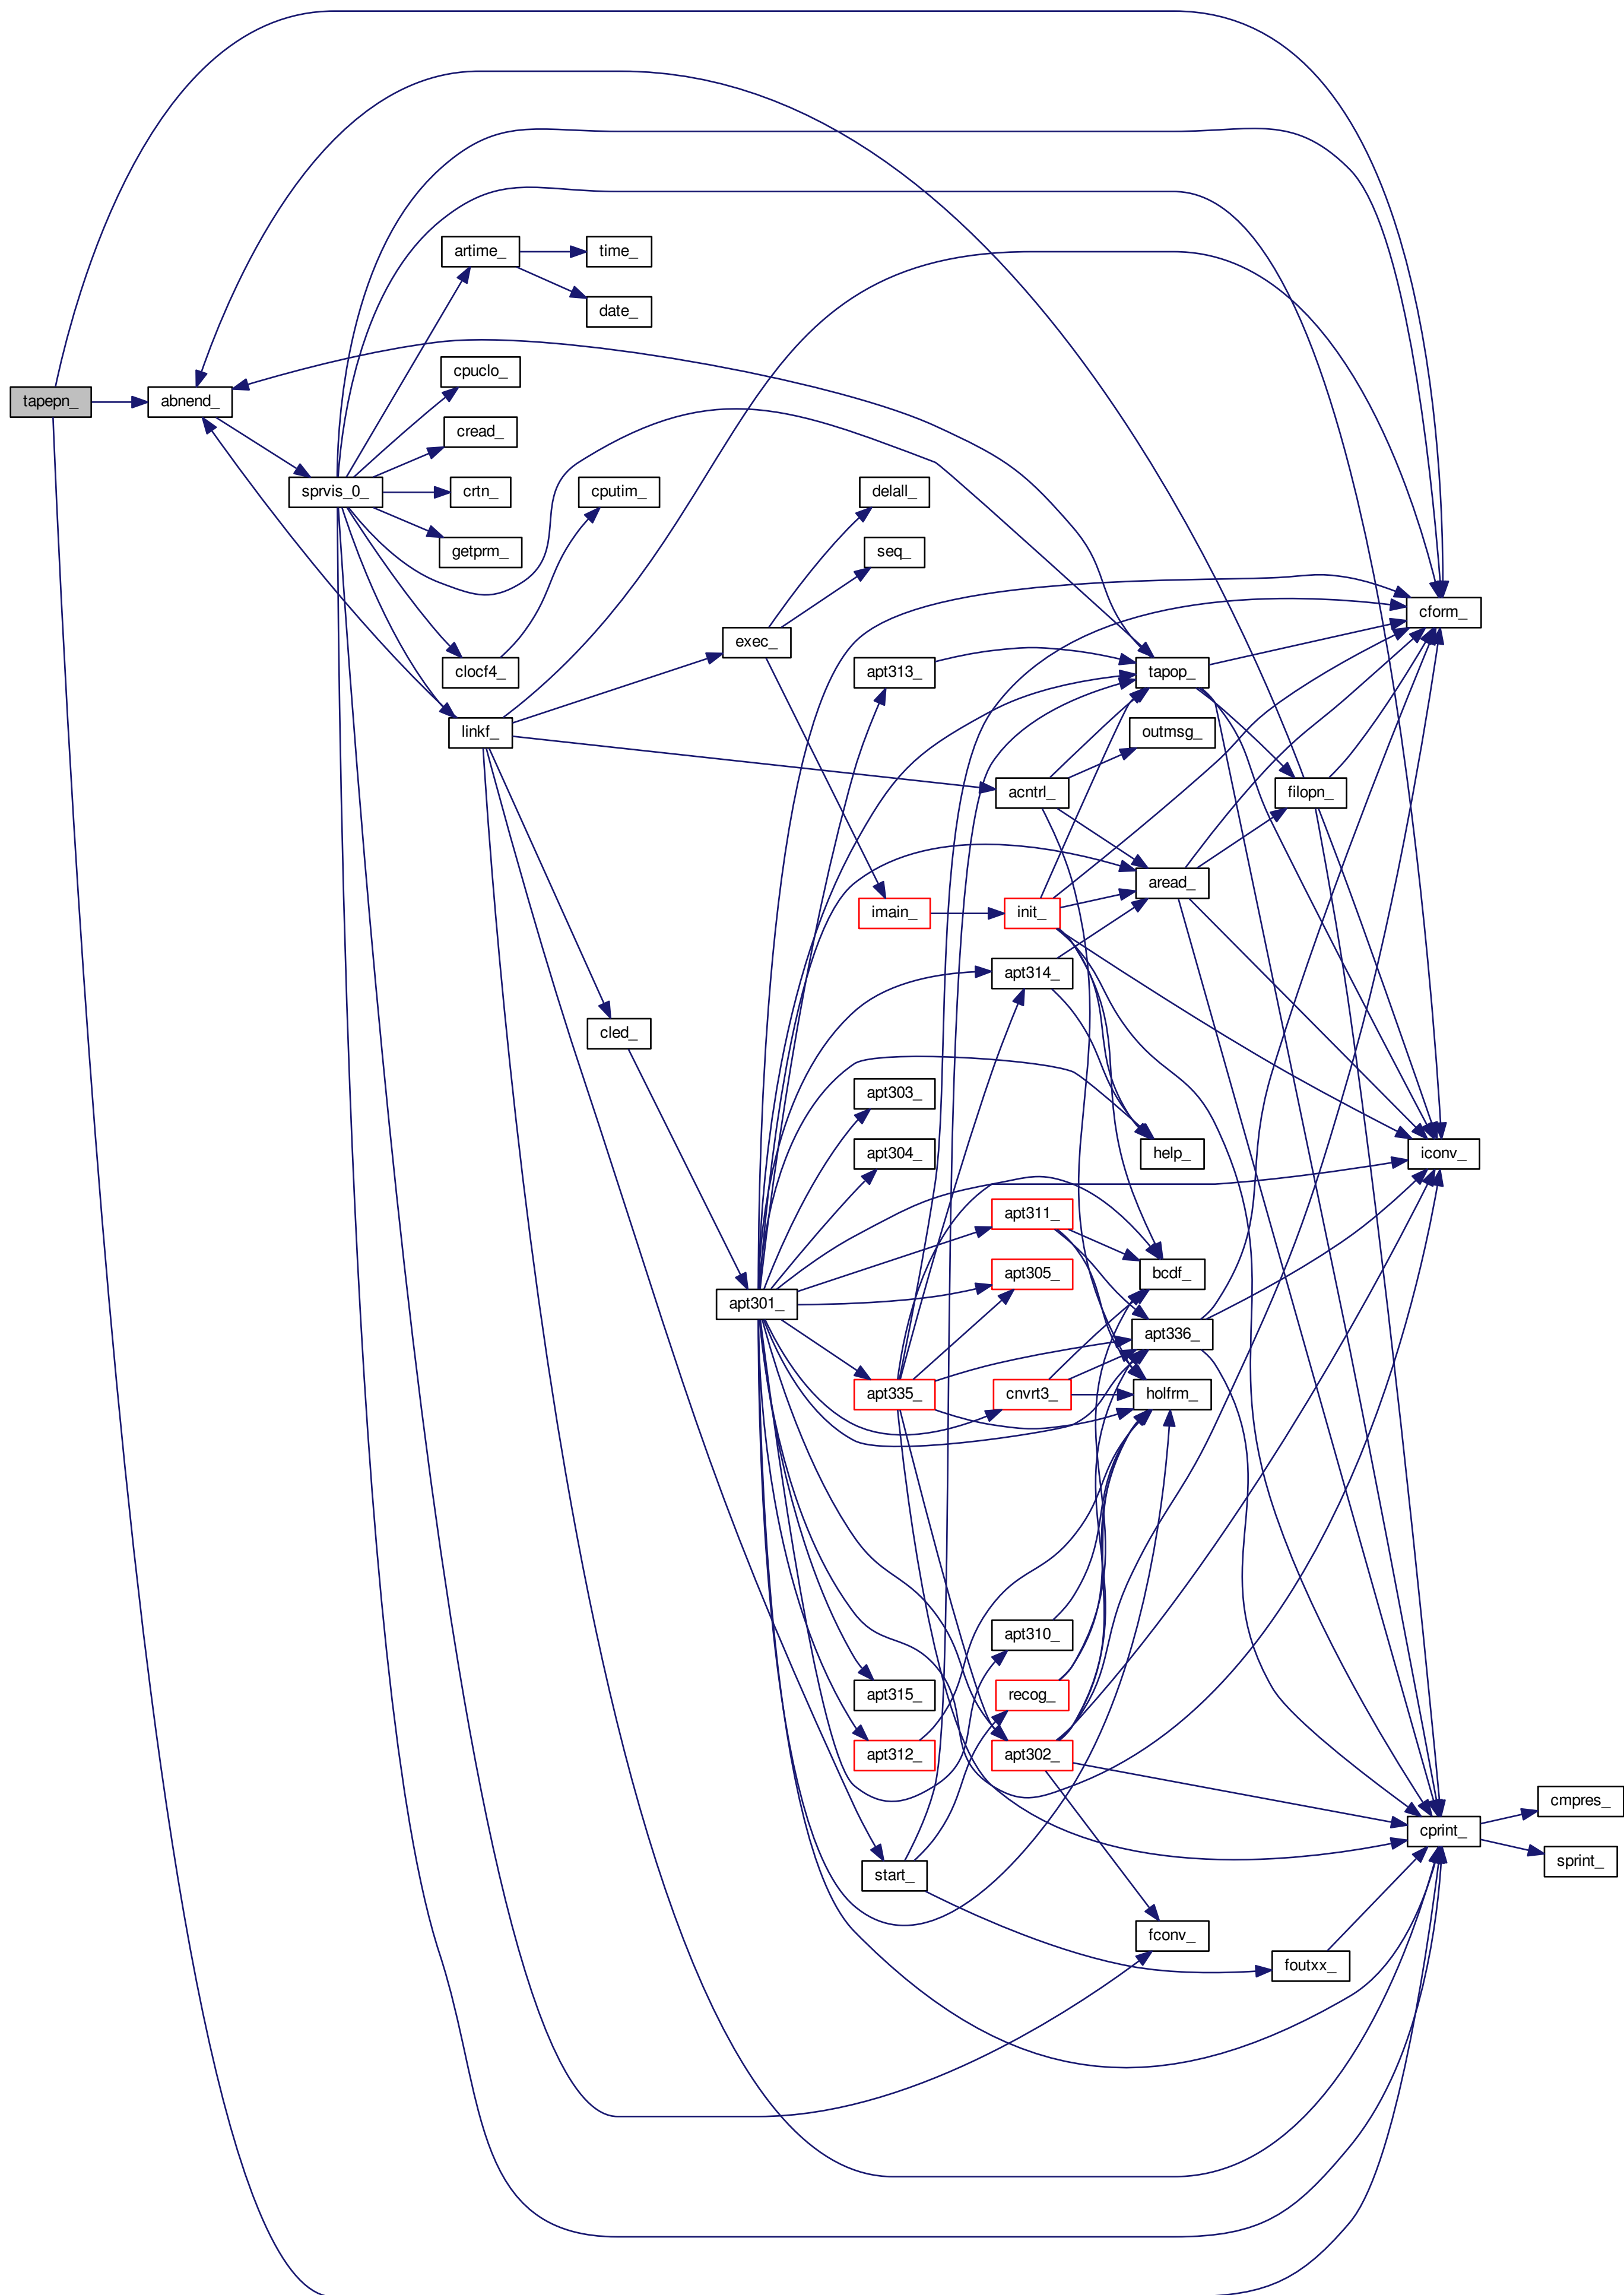 tapepn_
abnend_
sprvis_0_
artime_
time_
date_
cpuclo_
cread_
crtn_
getprm_
cputim_
clocf4_
linkf_
delall_
seq_
exec_
cform_
apt313_
tapop_
outmsg_
acntrl_
filopn_
aread_
imain_
init_
apt314_
cled_
apt303_
apt304_
help_
iconv_
apt311_
apt305_
bcdf_
apt301_
apt336_
apt335_
cnvrt3_
holfrm_
apt310_
apt315_
recog_
apt312_
apt302_
cmpres_
cprint_
sprint_
start_
fconv_
foutxx_